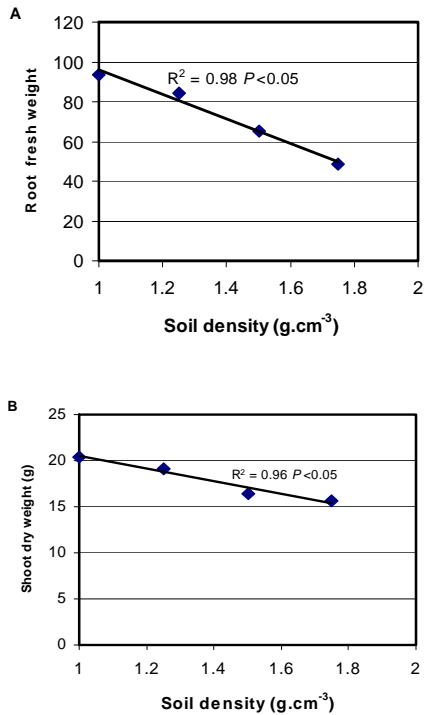 A
120
100
80
60
40
20
0
Root fresh weight
R² = 0.98 P<0.05
1 1.2 1.4 1.6 1.8 2
Soil density (g.cm⁻³)
B
25
20
15
10
5
0
Shoot dry weight (g)
R² = 0.96 P<0.05
1 1.2 1.4 1.6 1.8 2
Soil density (g.cm⁻³)